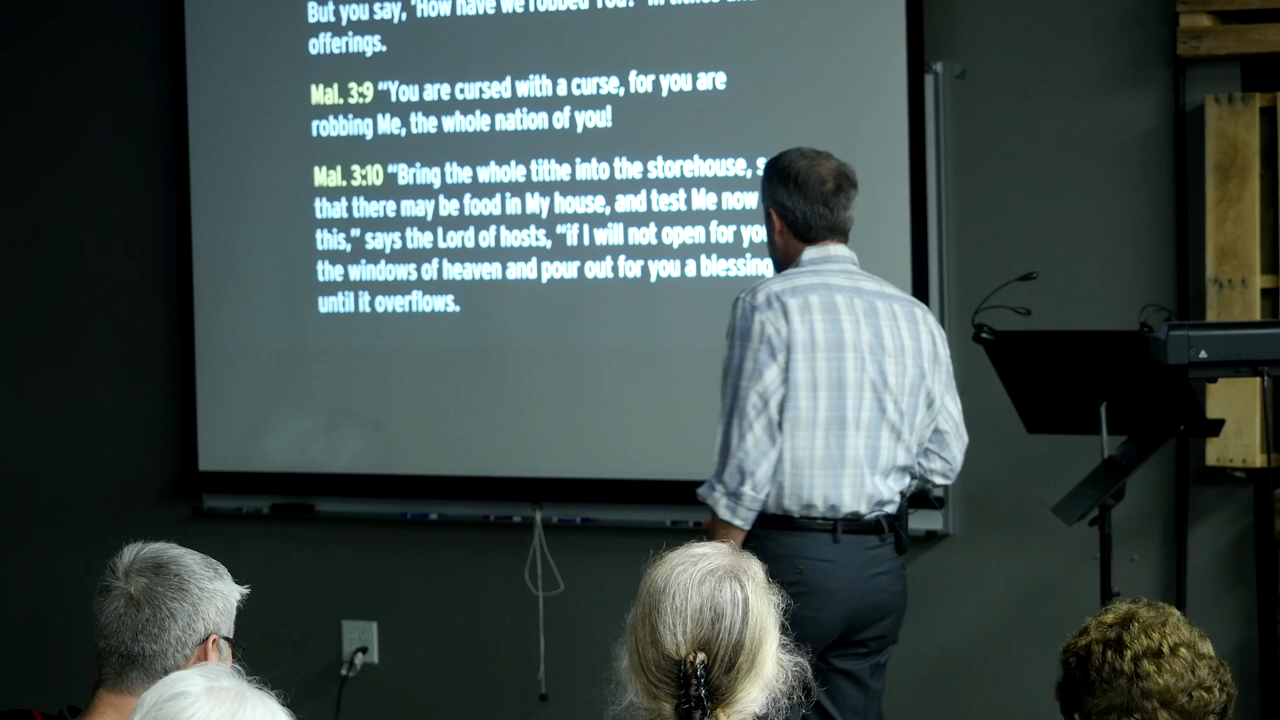 But you say, 'How have we robbed You?' In tithes and
offerings.
Mal. 3:9 “You are cursed with a curse, for you are
robbing Me, the whole nation of you!
Mal. 3:10 “Bring the whole tithe into the storehouse, s
that there may be food in My house, and test Me now
this,” says the Lord of hosts, “if I will not open for you
the windows of heaven and pour out for you a blessing
until it overflows.